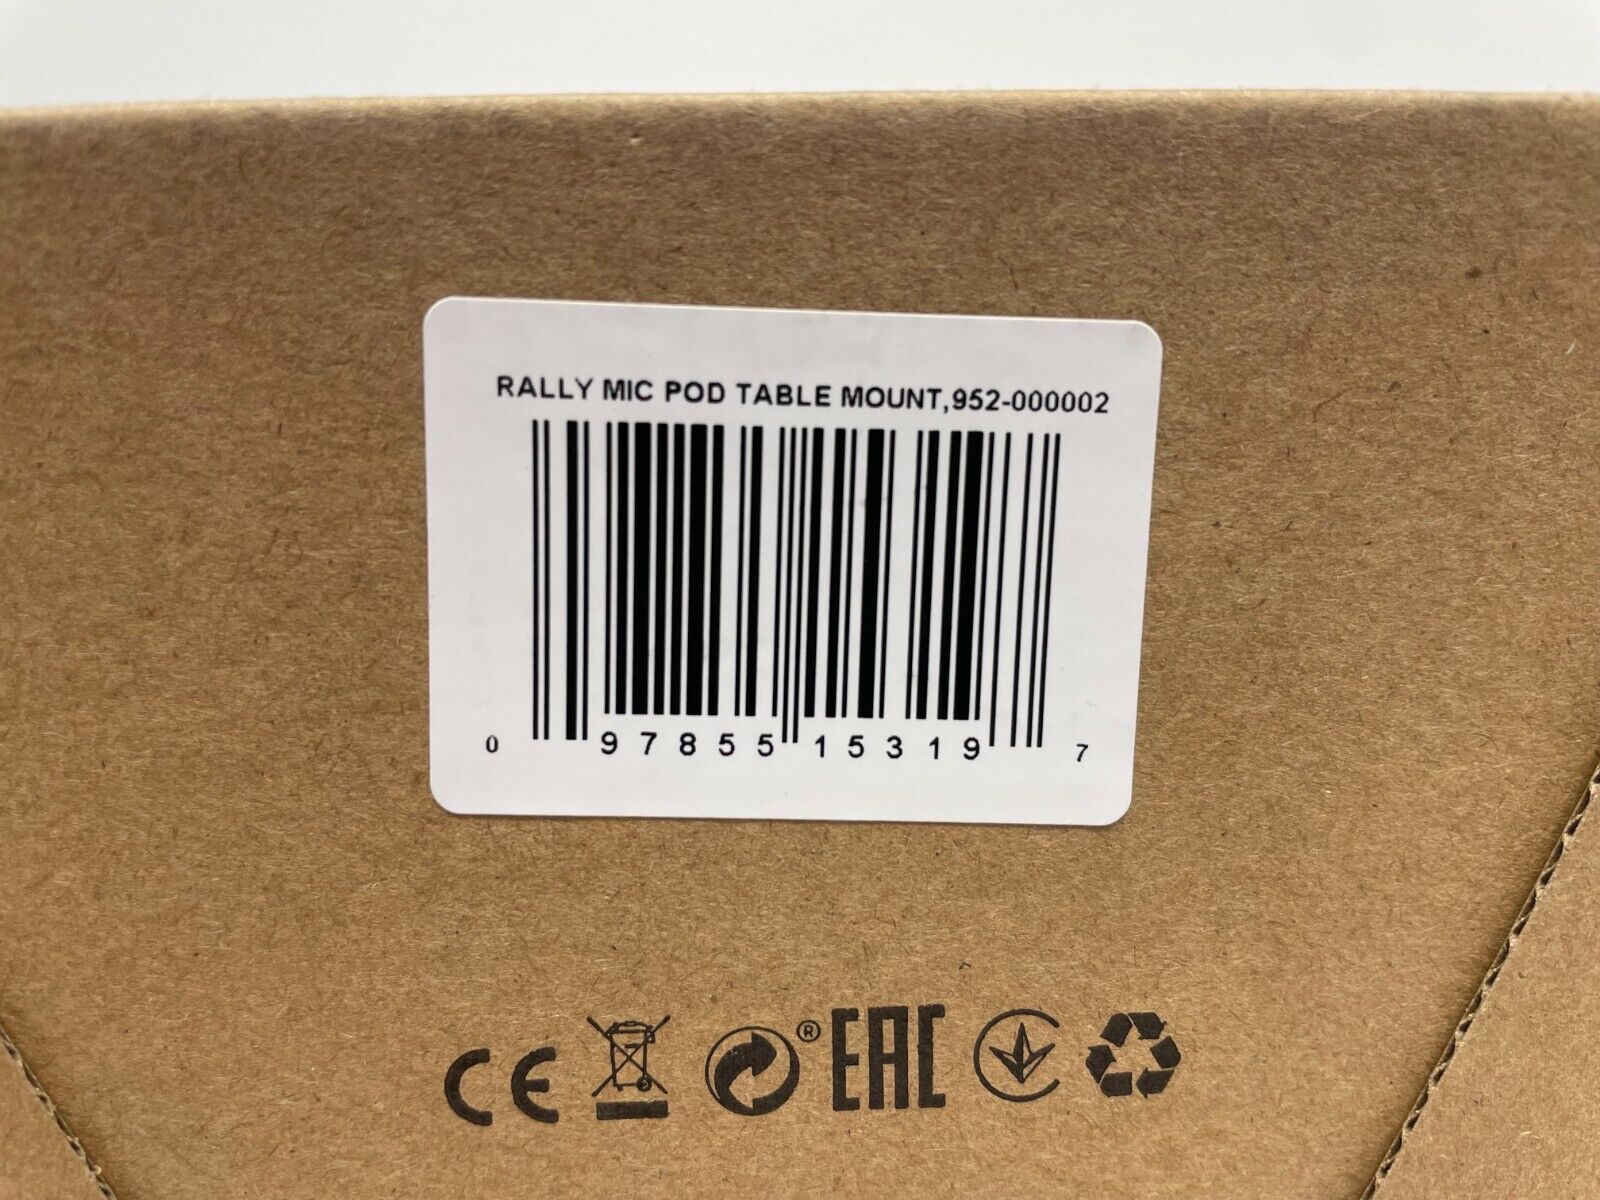 RALLY MIC POD TABLE MOUNT,952-000002
0 97855 15319 7
CE ® EAC